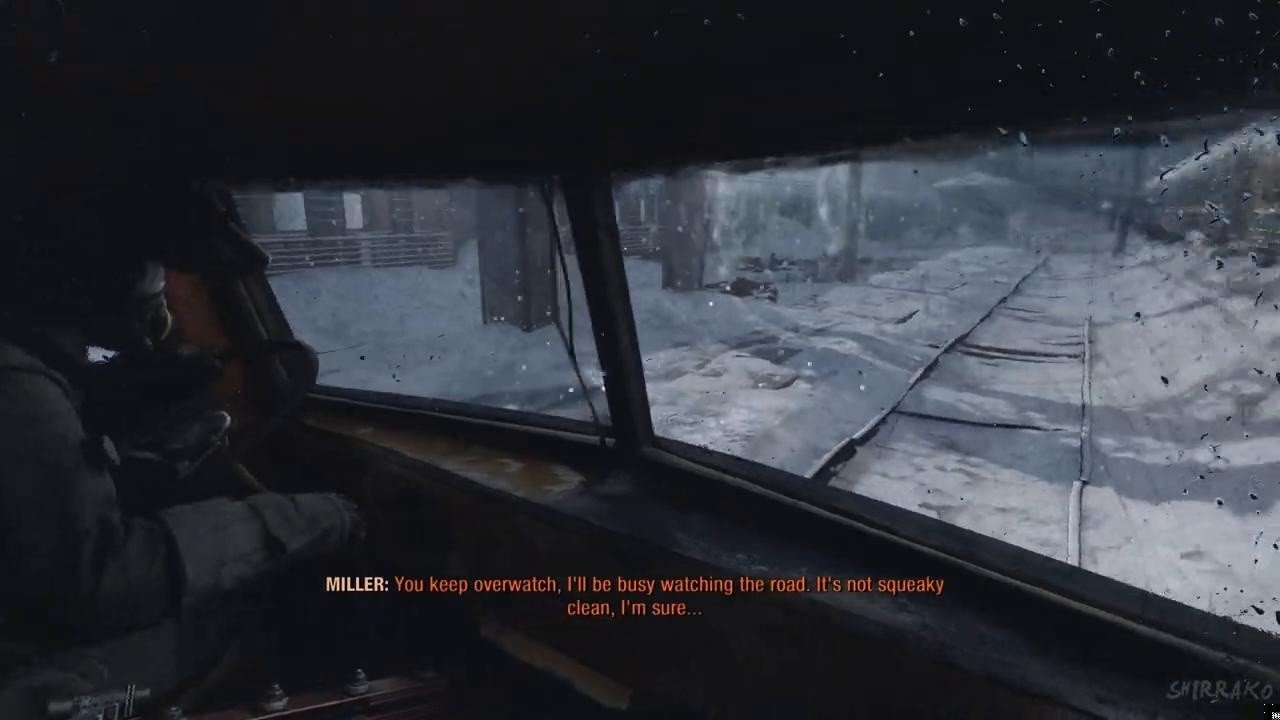 MILLER: You keep overwatch, I'll be busy watching the road. It's not squeaky
clean, I'm sure...
SHIRRAKO